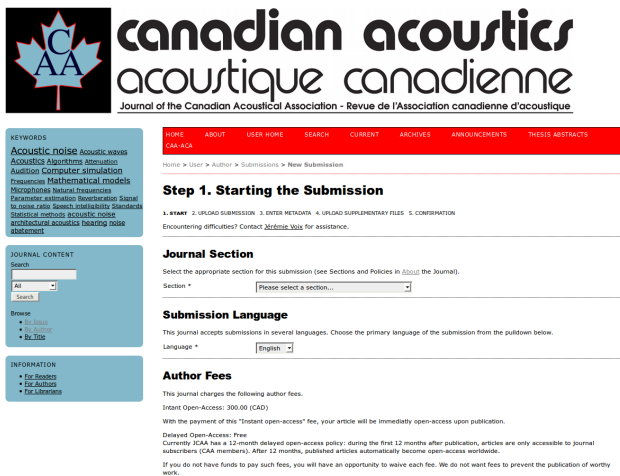 CAA
canadian acoustics
acoustique canadienne
Journal of the Canadian Acoustical Association - Revue de l'Association canadienne d'acoustique
KEYWORDS
Acoustic noise Acoustic waves
Acoustics Algorithms Attenuation
Audition Computer simulation
Frequencies Mathematical models
Microphones Natural frequencies
Parameter estimation Reverberation Signal
to noise ratio Speech intelligibility Standards
Statistical methods acoustic noise
architectural acoustics hearing noise
abatement
JOURNAL CONTENT
Search
All
Search
Browse
By Issue
By Author
By Title
INFORMATION
For Readers
For Authors
For Librarians
HOME ABOUT USER HOME SEARCH CURRENT ARCHIVES ANNOUNCEMENTS THESIS ABSTRACTS
CAA-ACA
Home > User > Author > Submissions > New Submission
Step 1. Starting the Submission
1. START 2. UPLOAD SUBMISSION 3. ENTER METADATA 4. UPLOAD SUPPLEMENTARY FILES 5. CONFIRMATION
Encountering difficulties? Contact Jérémie Voix for assistance.
Journal Section
Select the appropriate section for this submission (see Sections and Policies in About the Journal).
Section * Please select a section...
Submission Language
This journal accepts submissions in several languages. Choose the primary language of the submission from the pulldown below.
Language * English
Author Fees
This journal charges the following author fees.
Intant Open-Access: 300.00 (CAD)
With the payment of this "Instant open-access" fee, your article will be immediatly open-access upon publication.
Delayed Open-Access: Free
Currently JCAA has a 12-month delayed open-access policy: during the first 12 months after publication, articles are only accessible to journal
subscribers (CAA members). After 12 months, published articles automatically become open-access worldwide.
If you do not have funds to pay such fees, you will have an opportunity to waive each fee. We do not want fees to prevent the publication of worthy
work.